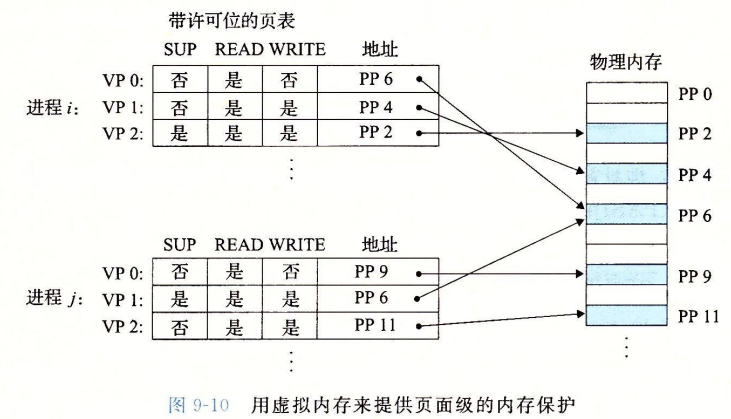 带许可位的页表
SUP READ WRITE 地址
VP 0: 否 是 否 PP 6
进程 i: VP 1: 否 是 是 PP 4
VP 2: 是 是 是 PP 2
⋮
SUP READ WRITE 地址
VP 0: 否 是 否 PP 9
进程 j: VP 1: 是 是 是 PP 6
VP 2: 否 是 是 PP 11
⋮
物理内存
PP 0
PP 2
PP 4
PP 6
PP 9
PP 11
⋮
图 9-10 用虚拟内存来提供页面级的内存保护